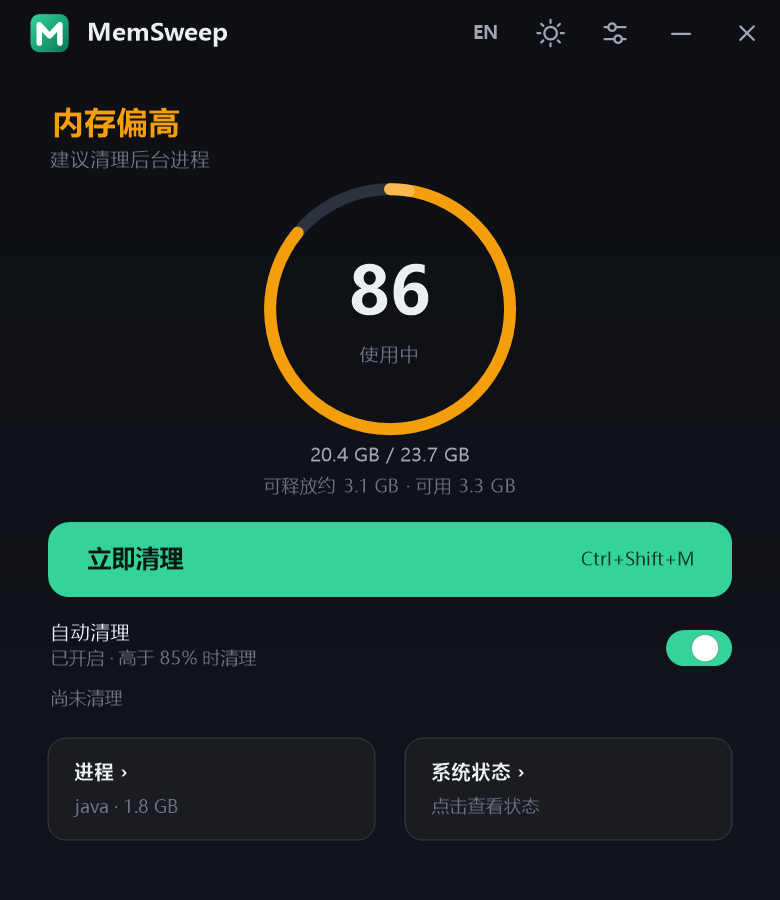 MemSweep EN
内存偏高
建议清理后台进程
86
使用中
20.4 GB / 23.7 GB
可释放约 3.1 GB · 可用 3.3 GB
立即清理 Ctrl+Shift+M
自动清理
已开启 · 高于 85% 时清理
尚未清理
进程 ›
java · 1.8 GB
系统状态 ›
点击查看状态